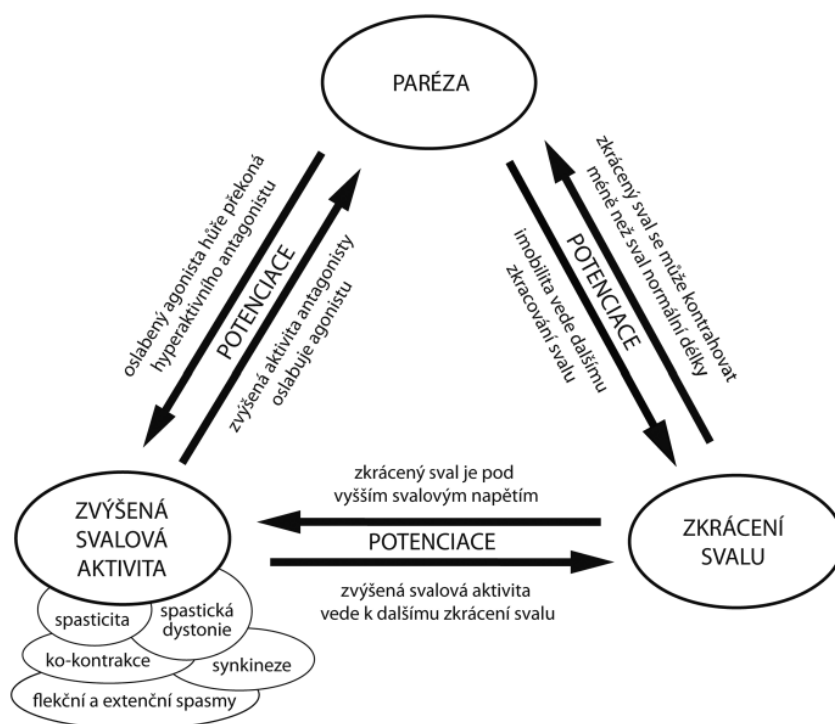 PARÉZA
oslabený agonista hůře překoná
hyperaktivního antagonistu
POTENCIACE
zvýšená aktivita antagonisty
oslabuje agonistu
zkrácený sval se může kontrahovat
méně než sval normální délky
POTENCIACE
imobilita vede dalšímu
zkracování svalu
ZVÝŠENÁ
SVALOVÁ
AKTIVITA
zkrácený sval je pod
vyšším svalovým napětím
POTENCIACE
zvýšená svalová aktivita
vede k dalšímu zkrácení svalu
ZKRÁCENÍ
SVALU
spasticita
spastická
dystonie
ko-kontrakce
synkineze
flekční a extenční spasmy